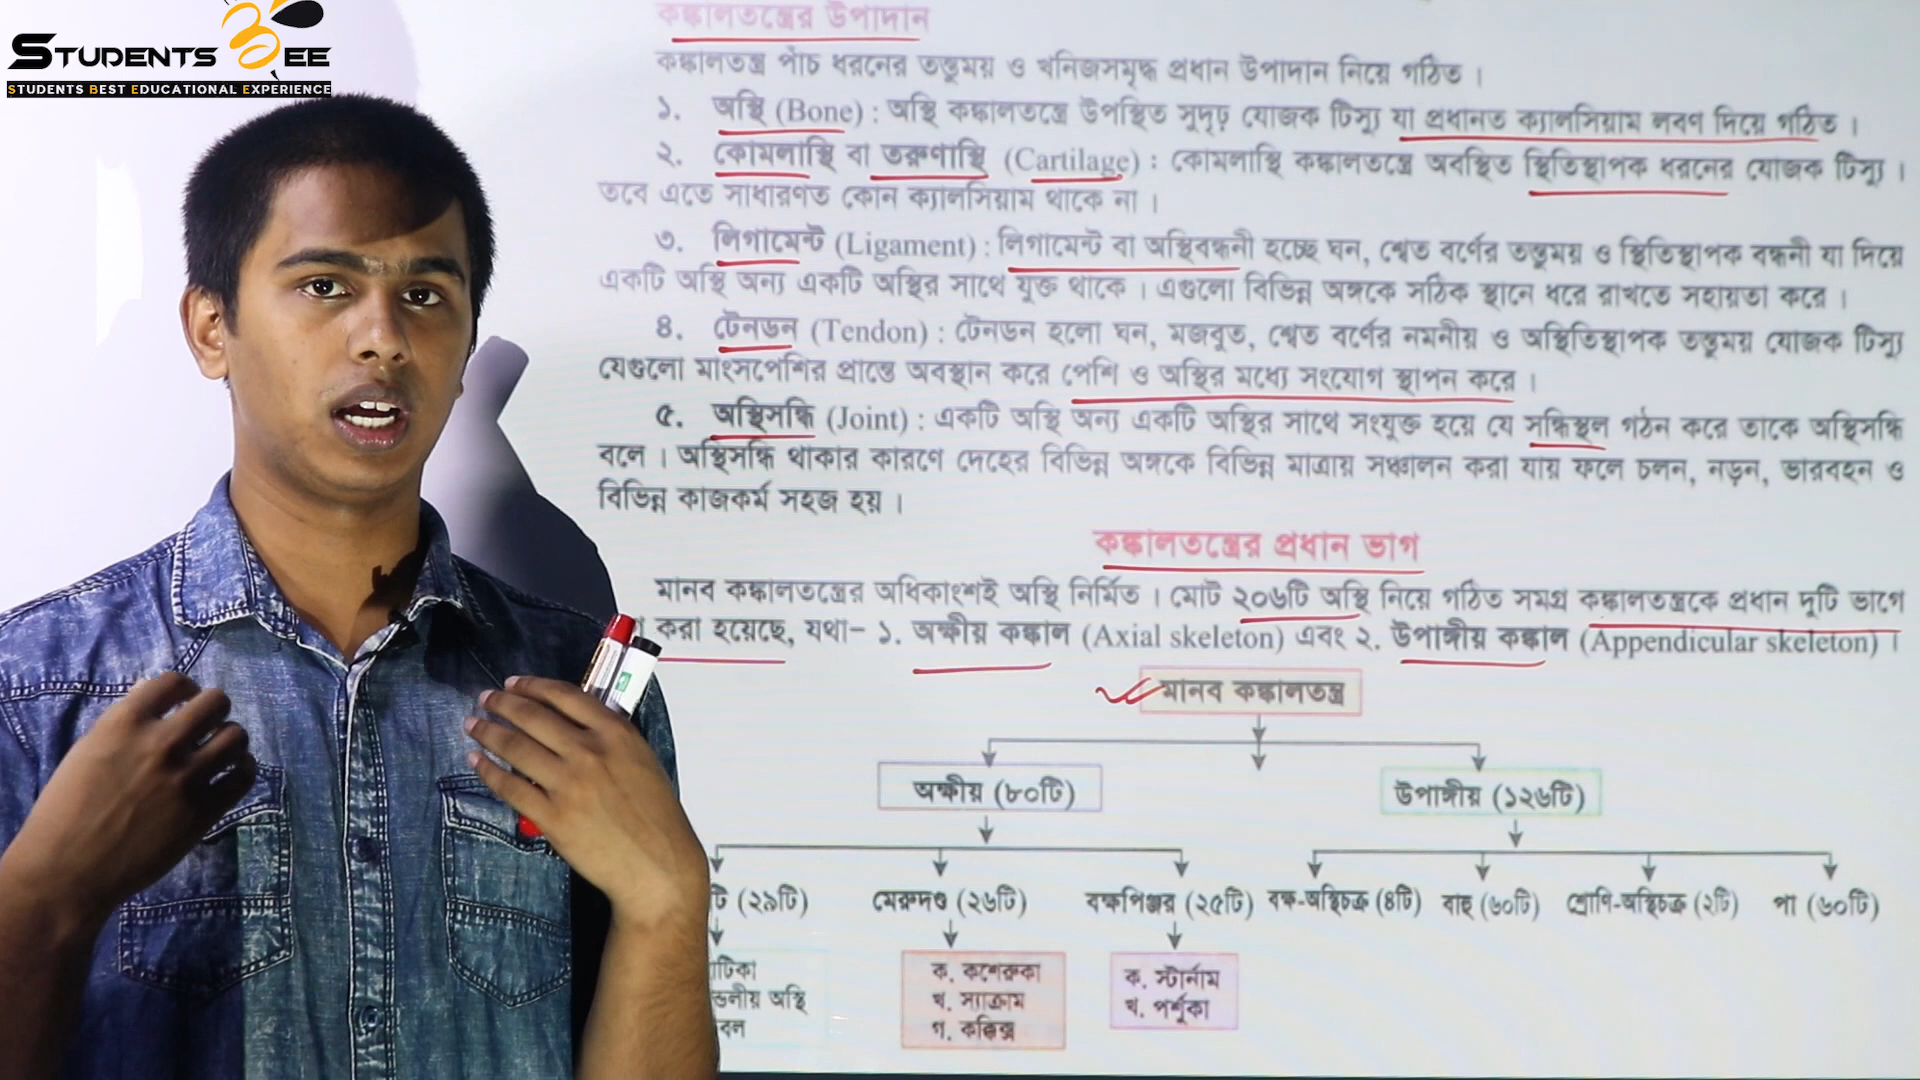 STUDENTS BEE
STUDENTS BEST EDUCATIONAL EXPERIENCE
কঙ্কালতন্ত্রের উপাদান
কঙ্কালতন্ত্র পাঁচ ধরনের তন্তুময় ও খনিজসমৃদ্ধ প্রধান উপাদান নিয়ে গঠিত ।
১. অস্থি (Bone) : অস্থি কঙ্কালতন্ত্রে উপস্থিত সুদৃঢ় যোজক টিস্যু যা প্রধানত ক্যালসিয়াম লবণ দিয়ে গঠিত ।
২. কোমলাস্থি বা তরুণাস্থি (Cartilage) : কোমলাস্থি কঙ্কালতন্ত্রে অবস্থিত স্থিতিস্থাপক ধরনের যোজক টিস্যু ।
তবে এতে সাধারণত কোন ক্যালসিয়াম থাকে না ।
৩. লিগামেন্ট (Ligament) : লিগামেন্ট বা অস্থিবন্ধনী হচ্ছে ঘন, শ্বেত বর্ণের তন্তুময় ও স্থিতিস্থাপক বন্ধনী যা দিয়ে
একটি অস্থি অন্য একটি অস্থির সাথে যুক্ত থাকে । এগুলো বিভিন্ন অঙ্গকে সঠিক স্থানে ধরে রাখতে সহায়তা করে ।
৪. টেনডন (Tendon) : টেনডন হলো ঘন, মজবুত, শ্বেত বর্ণের নমনীয় ও অস্থিতিস্থাপক তন্তুময় যোজক টিস্যু
যেগুলো মাংসপেশির প্রান্তে অবস্থান করে পেশি ও অস্থির মধ্যে সংযোগ স্থাপন করে ।
৫. অস্থিসন্ধি (Joint) : একটি অস্থি অন্য একটি অস্থির সাথে সংযুক্ত হয়ে যে সন্ধিস্থল গঠন করে তাকে অস্থিসন্ধি
বলে । অস্থিসন্ধি থাকার কারণে দেহের বিভিন্ন অঙ্গকে বিভিন্ন মাত্রায় সঞ্চালন করা যায় ফলে চলন, নড়ন, ভারবহন ও
বিভিন্ন কাজকর্ম সহজ হয় ।
কঙ্কালতন্ত্রের প্রধান ভাগ
মানব কঙ্কালতন্ত্রের অধিকাংশই অস্থি নির্মিত । মোট ২০৬টি অস্থি নিয়ে গঠিত সমগ্র কঙ্কালতন্ত্রকে প্রধান দুটি ভাগে
করা হয়েছে, যথা- ১. অক্ষীয় কঙ্কাল (Axial skeleton) এবং ২. উপাঙ্গীয় কঙ্কাল (Appendicular skeleton) ।
মানব কঙ্কালতন্ত্র
অক্ষীয় (৮০টি) উপাঙ্গীয় (১২৬টি)
টি (২৯টি) মেরুদণ্ড (২৬টি) বক্ষপিঞ্জর (২৫টি) বক্ষ-অস্থিচক্র (৪টি) বাহু (৬০টি) শ্রোণি-অস্থিচক্র (২টি) পা (৬০টি)
ক. কশেরুকা
খ. স্যাক্রাম
গ. কক্কিক্স
ক. স্টার্নাম
খ. পর্শুকা
টিকা
ন্ডলীয় অস্থি